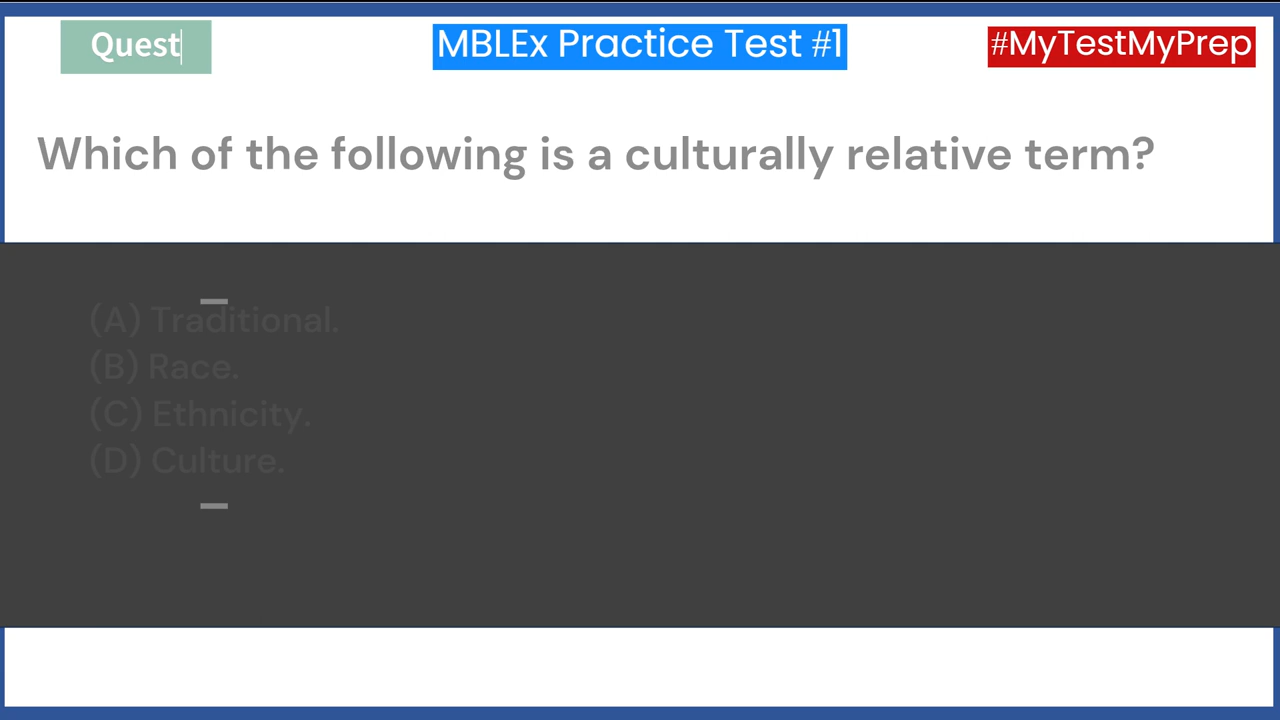 Quest
MBLEx Practice Test #1
#MyTestMyPrep
Which of the following is a culturally relative term?
(A) Traditional.
(B) Race.
(C) Ethnicity.
(D) Culture.